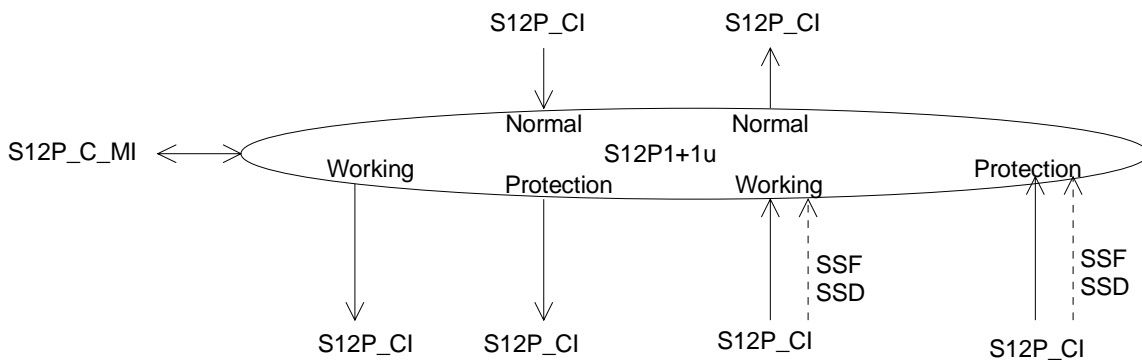 S12P_CI S12P_CI
Normal Normal
S12P_C_MI S12P1+1u
Working Protection Working Protection
SSF SSF
SSD SSD
S12P_CI S12P_CI S12P_CI S12P_CI